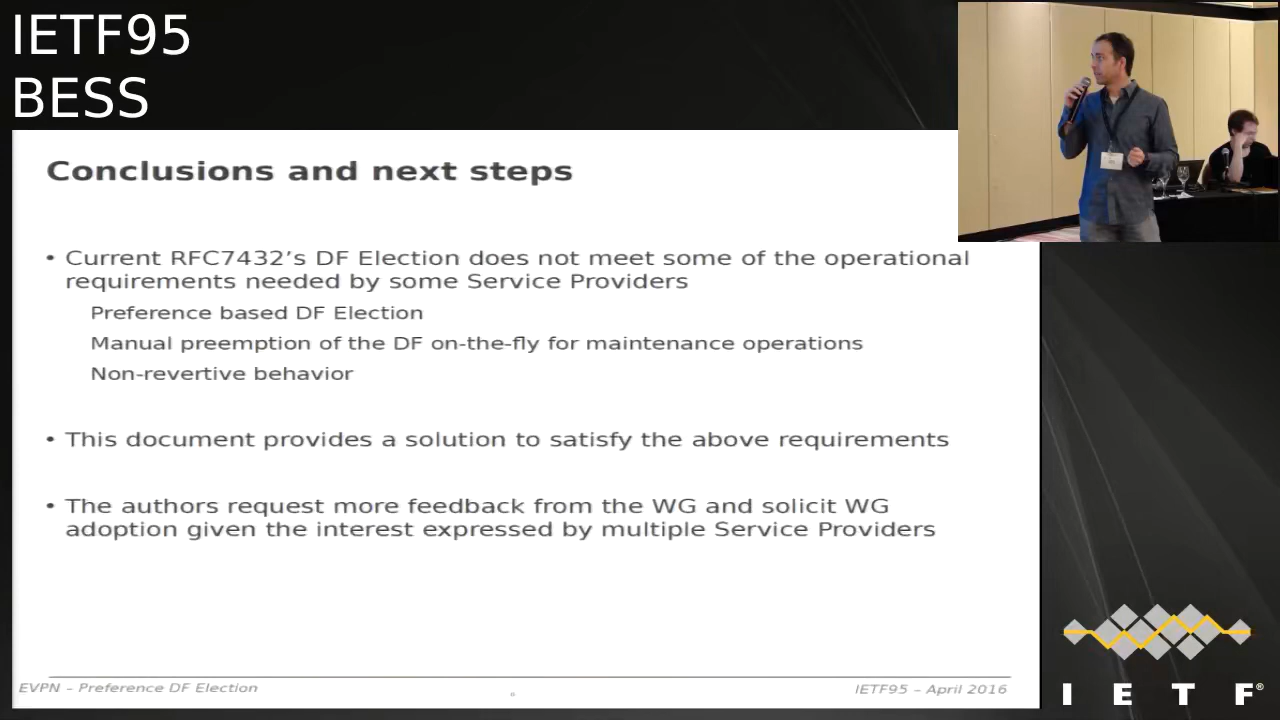 IETF95
BESS
Conclusions and next steps
• Current RFC7432’s DF Election does not meet some of the operational
requirements needed by some Service Providers
Preference based DF Election
Manual preemption of the DF on-the-fly for maintenance operations
Non-revertive behavior
• This document provides a solution to satisfy the above requirements
• The authors request more feedback from the WG and solicit WG
adoption given the interest expressed by multiple Service Providers
EVPN – Preference DF Election
IETF95 – April 2016
I E T F®